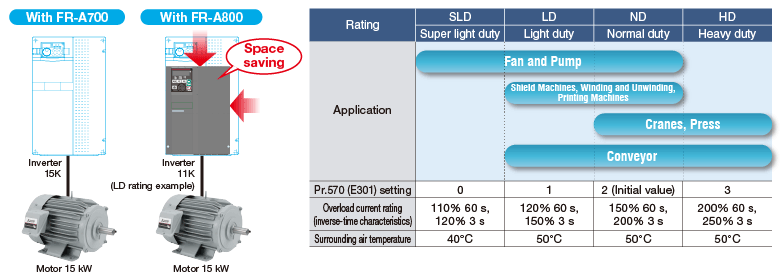 With FR-A700
With FR-A800
Space
saving
Inverter
15K
Inverter
11K
(LD rating example)
Motor 15 kW
Motor 15 kW
Rating
SLD
Super light duty
LD
Light duty
ND
Normal duty
HD
Heavy duty
Application
Fan and Pump
Shield Machines, Winding and Unwinding,
Printing Machines
Cranes, Press
Conveyor
Pr.570 (E301) setting
0
1
2 (Initial value)
3
Overload current rating
(inverse-time characteristics)
110% 60 s,
120% 3 s
120% 60 s,
150% 3 s
150% 60 s,
200% 3 s
200% 60 s,
250% 3 s
Surrounding air temperature
40°C
50°C
50°C
50°C